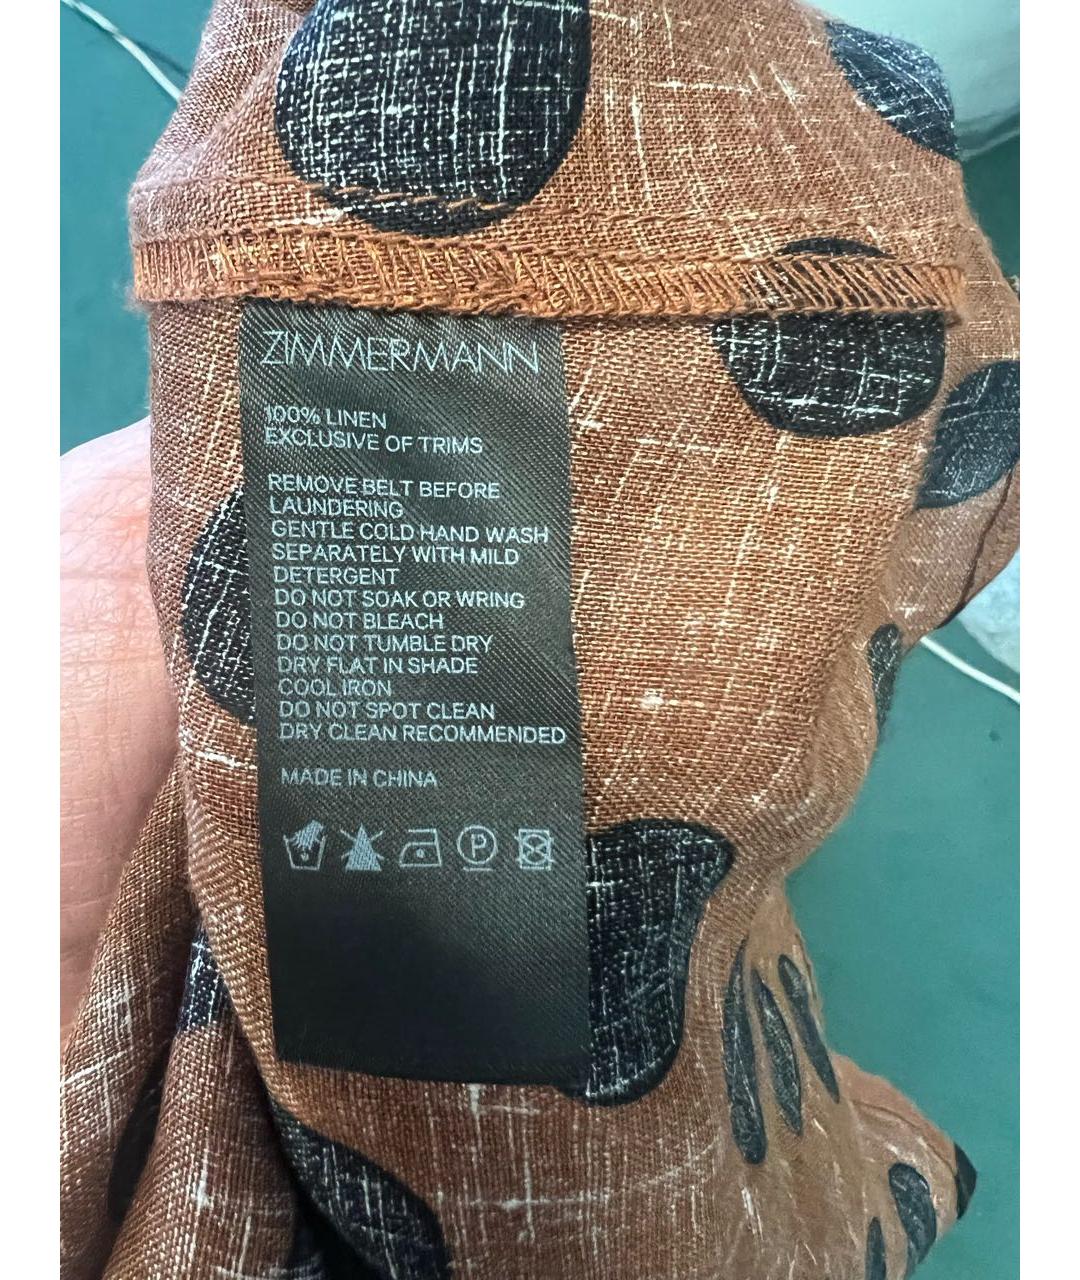 ZIMMERMANN
100% LINEN
EXCLUSIVE OF TRIMS
REMOVE BELT BEFORE
LAUNDERING
GENTLE COLD HAND WASH
SEPARATELY WITH MILD
DETERGENT
DO NOT SOAK OR WRING
DO NOT BLEACH
DO NOT TUMBLE DRY
DRY FLAT IN SHADE
COOL IRON
DO NOT SPOT CLEAN
DRY CLEAN RECOMMENDED
MADE IN CHINA
P